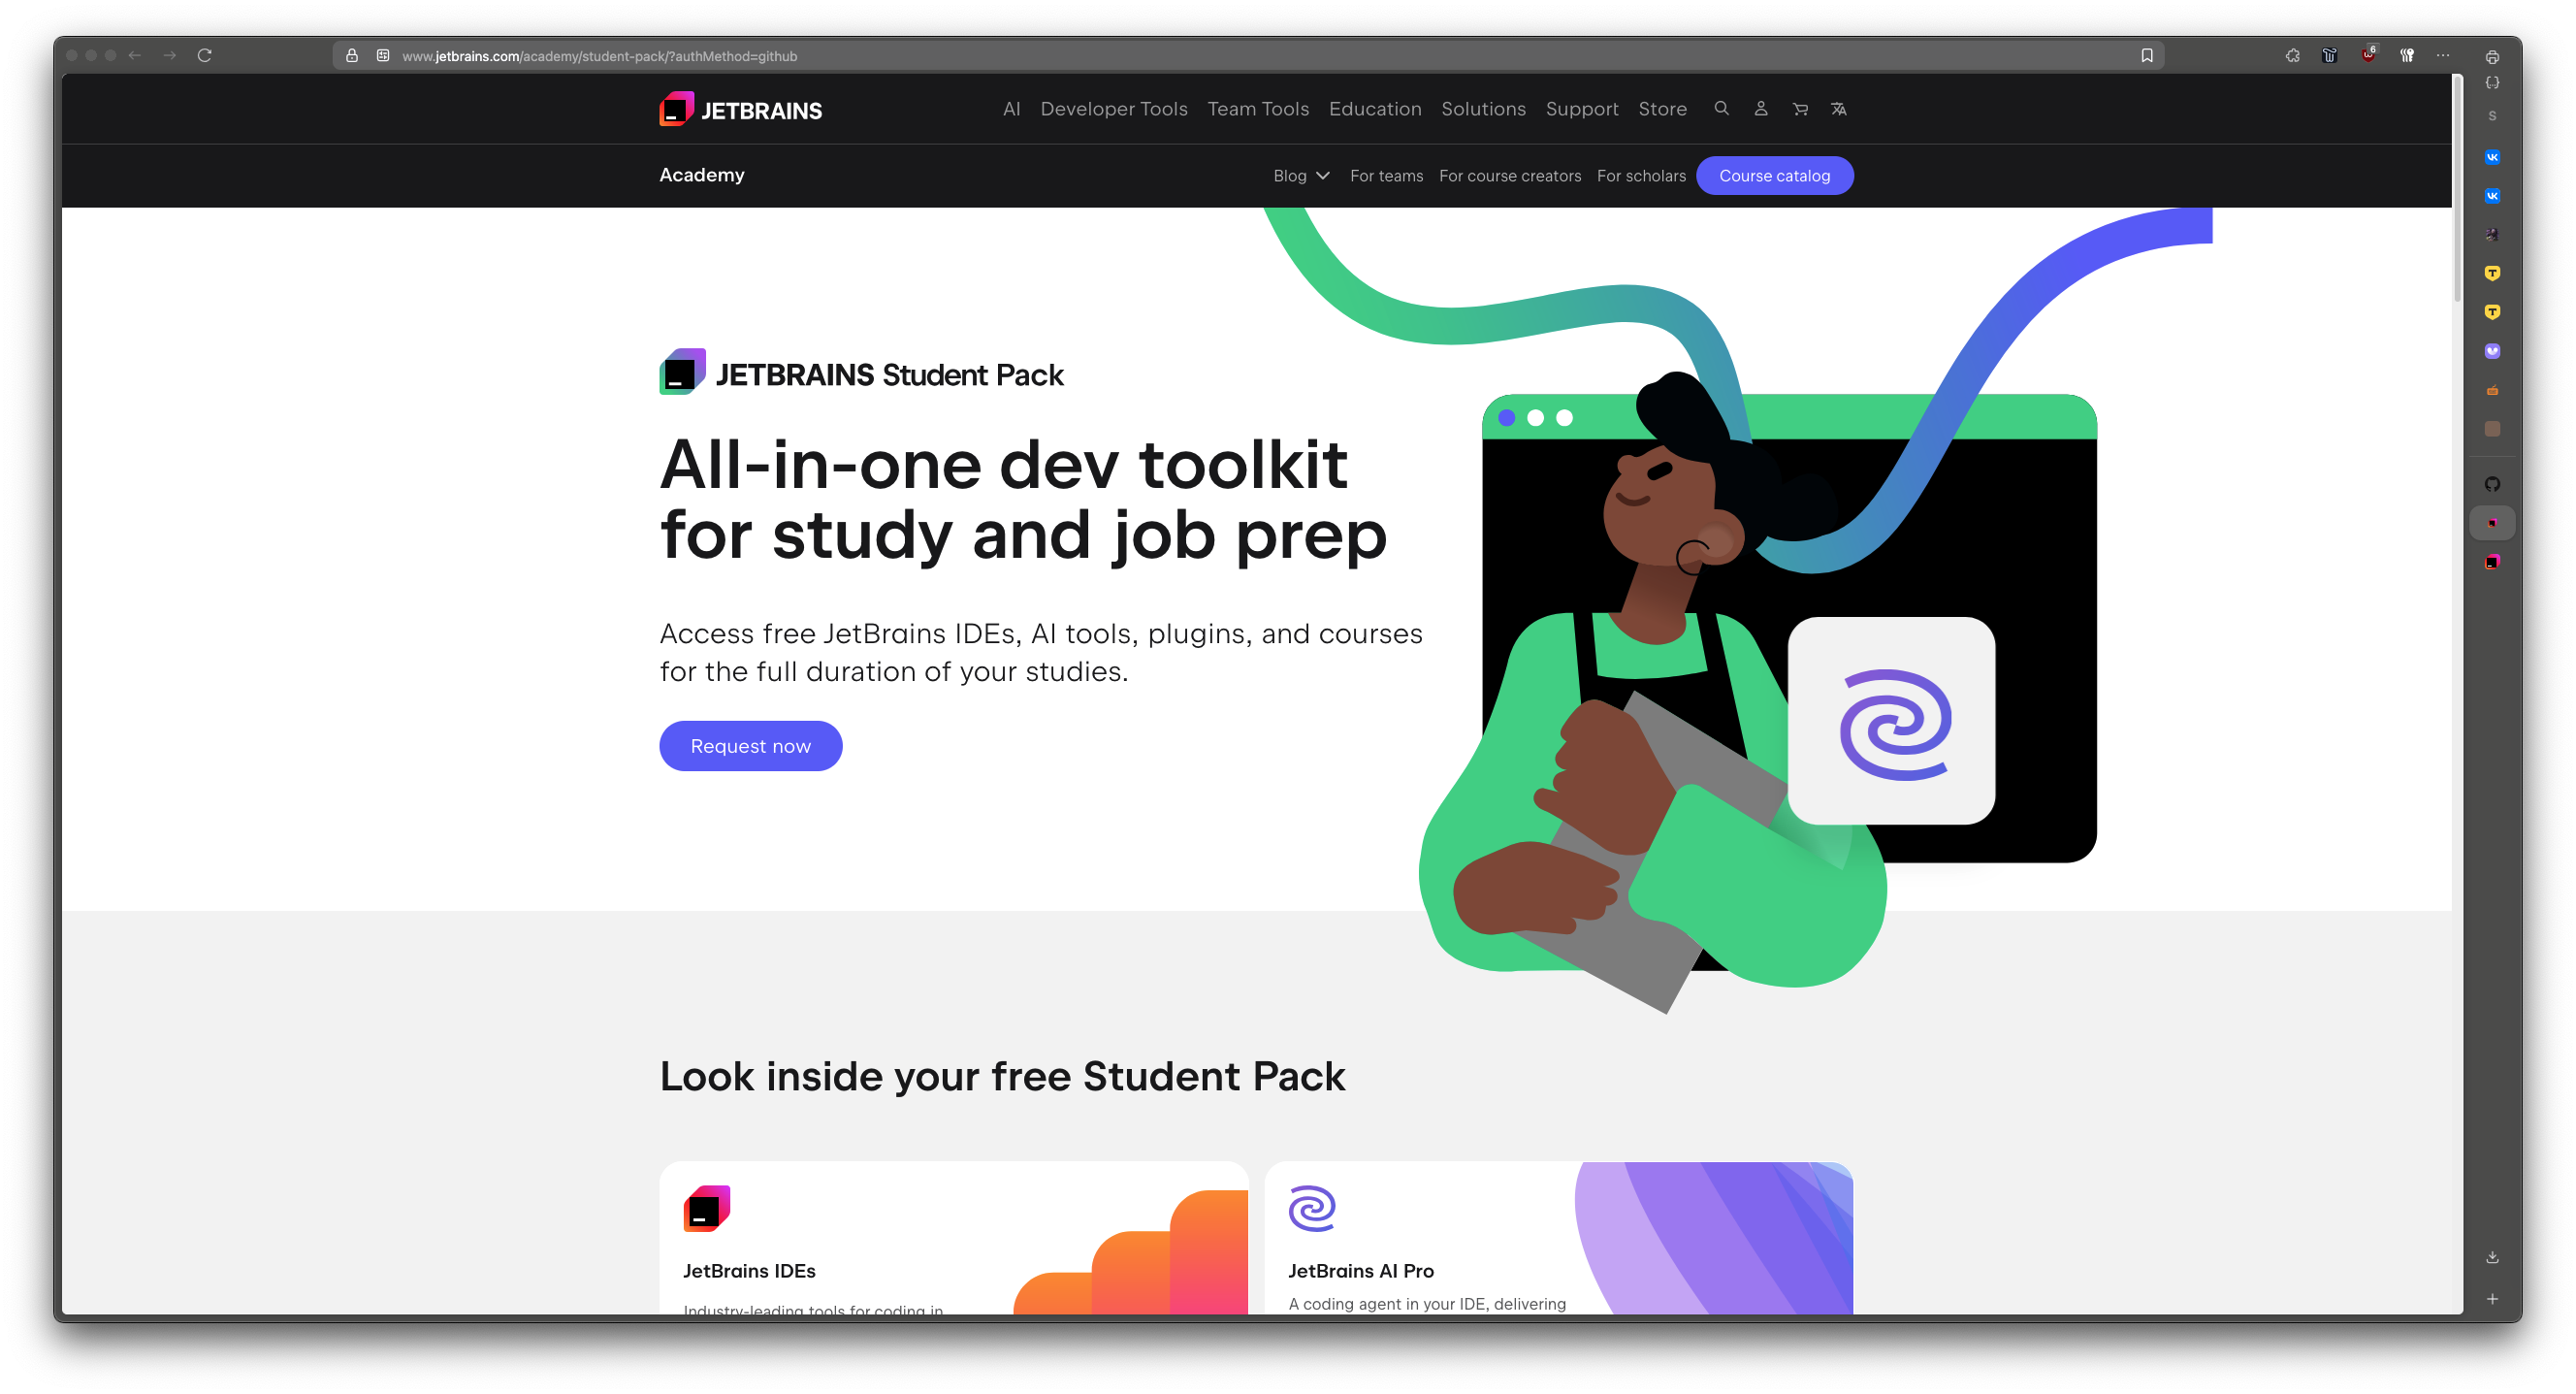 www.jetbrains.com/academy/student-pack/?authMethod=github
6
JETBRAINS
AI Developer Tools Team Tools Education Solutions Support Store
S
Academy
Blog For teams For course creators For scholars Course catalog
JETBRAINS Student Pack
All-in-one dev toolkit
for study and job prep
Access free JetBrains IDEs, AI tools, plugins, and courses
for the full duration of your studies.
Request now
Look inside your free Student Pack
JetBrains IDEs
Industry-leading tools for coding in
JetBrains AI Pro
A coding agent in your IDE, delivering